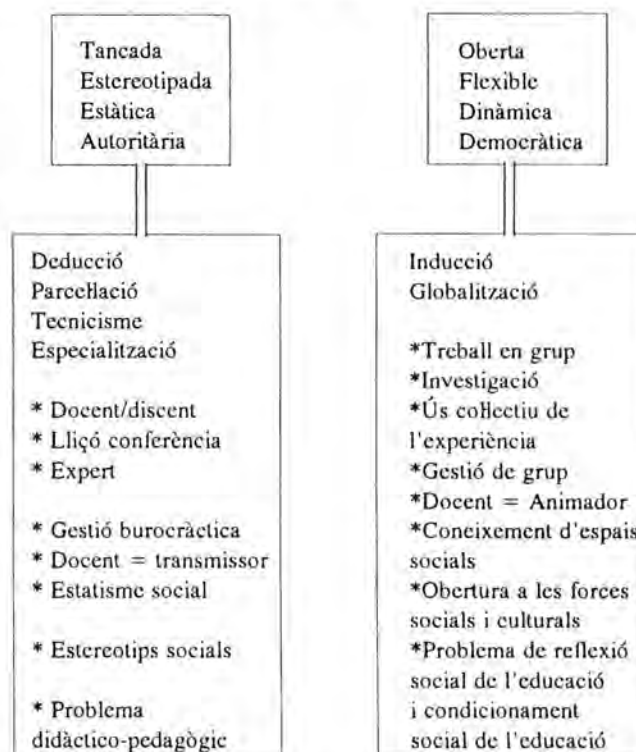 Tancada
Estereotipada
Estàtica
Autoritària
Deducció
Parcel·lació
Tecnicisme
Especialització
* Docent/discent
* Lliçó conferència
* Expert
* Gestió burocràctica
* Docent = transmissor
* Estatisme social
* Estereotips socials
* Problema
didàctico-pedagògic
Oberta
Flexible
Dinàmica
Democràtica
Inducció
Globalització
*Treball en grup
*Investigació
*Ús col·lectiu de
l'experiència
*Gestió de grup
*Docent = Animador
*Coneixement d'espais
socials
*Obertura a les forces
socials i culturals
*Problema de reflexió
social de l'educació
i condicionament
social de l'educació